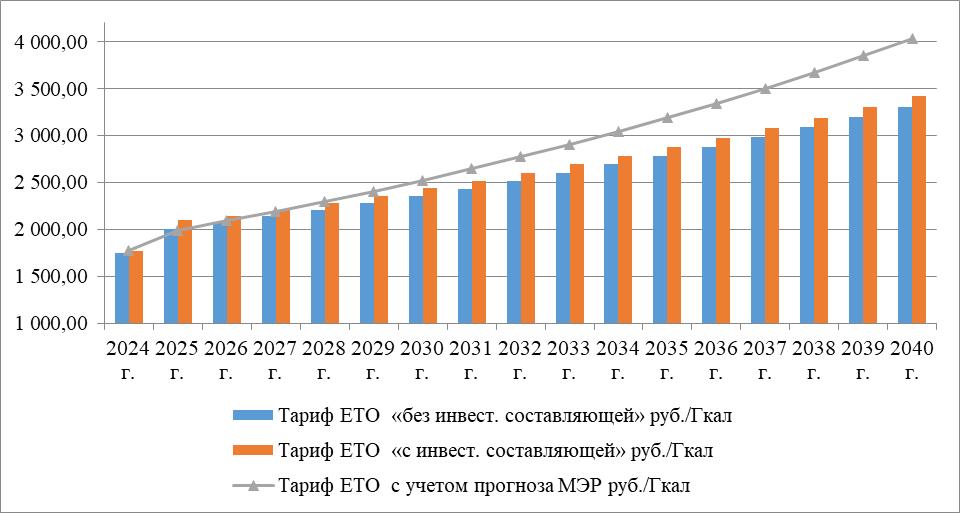 4 000,00
3 500,00
3 000,00
2 500,00
2 000,00
1 500,00
1 000,00
2024 2025 2026 2027 2028 2029 2030 2031 2032 2033 2034 2035 2036 2037 2038 2039 2040
г. г. г. г. г. г. г. г. г. г. г. г. г. г. г. г. г.
Тариф ЕТО «без инвест. составляющей» руб./Гкал
Тариф ЕТО «с инвест. составляющей» руб./Гкал
Тариф ЕТО с учетом прогноза МЭР руб./Гкал